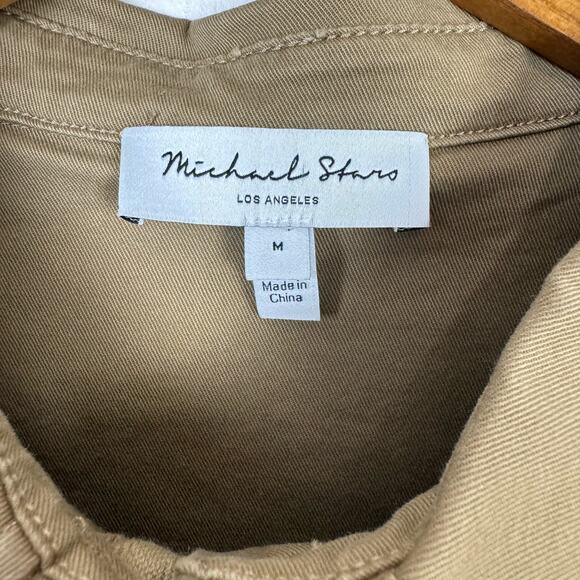 Michael Stars
LOS ANGELES
M
Made in
China